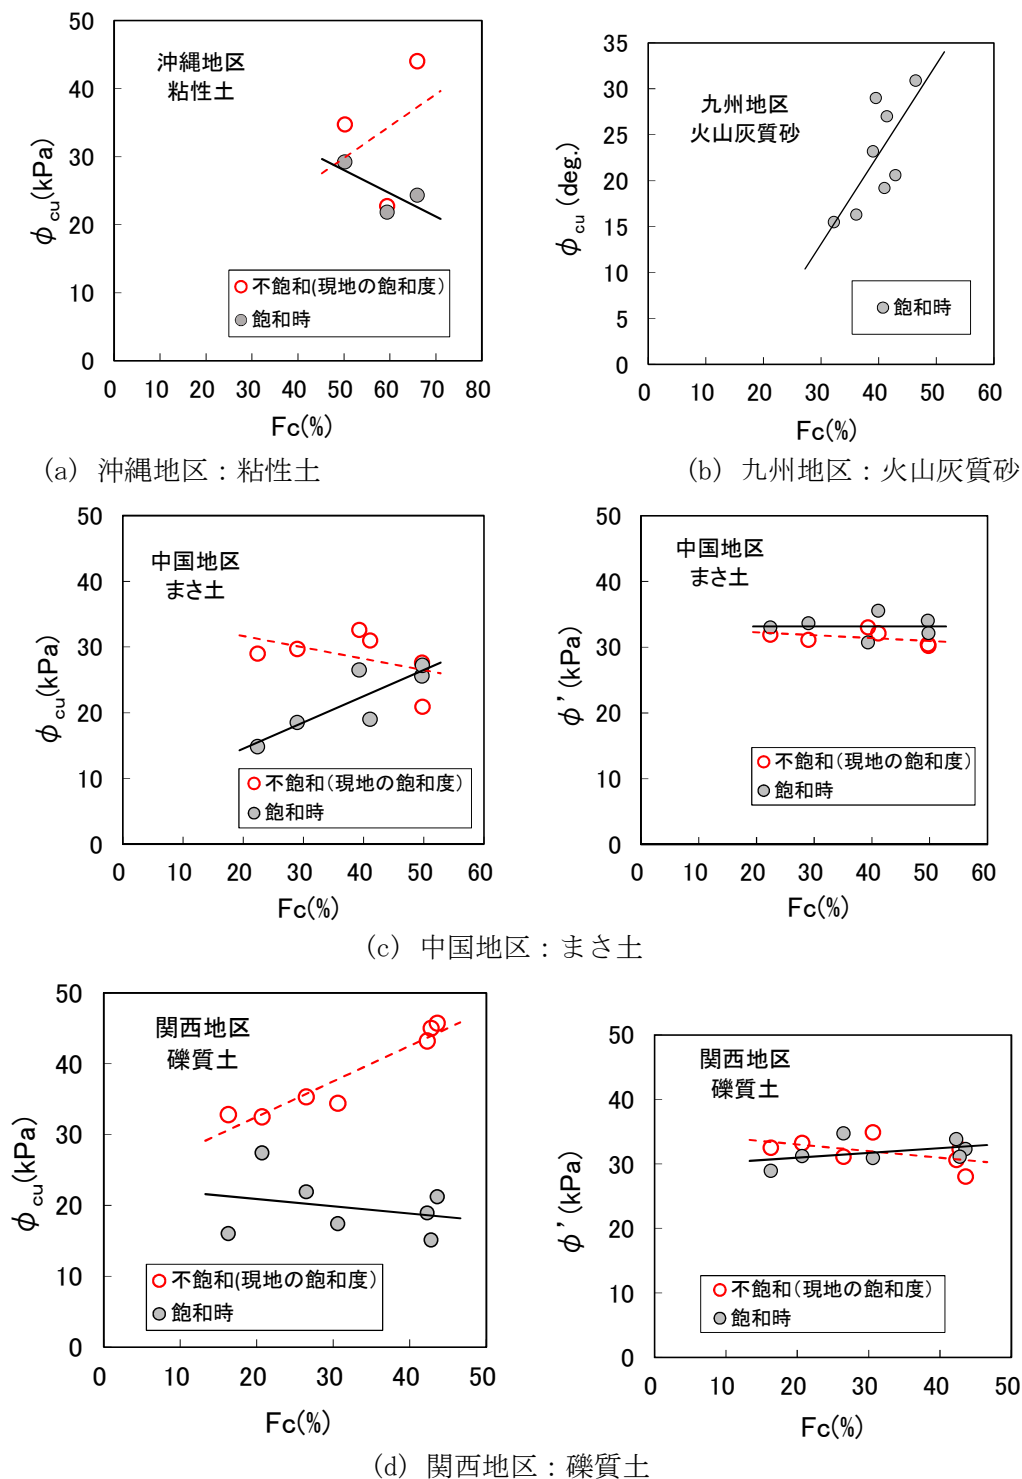 50
40
30
20
10
0
0 10 20 30 40 50 60 70 80
沖縄地区
粘性土
ϕcu(kPa)
不飽和(現地の飽和度)
飽和時
Fc(%)
(a) 沖縄地区：粘性土
35
30
25
20
15
10
5
0
0 10 20 30 40 50 60
九州地区
火山灰質砂
ϕcu(deg.)
飽和時
Fc(%)
(b) 九州地区：火山灰質砂
50
40
30
20
10
0
0 10 20 30 40 50 60
中国地区
まさ土
ϕcu(kPa)
不飽和(現地の飽和度)
飽和時
Fc(%)
50
40
30
20
10
0
0 10 20 30 40 50 60
中国地区
まさ土
ϕ’(kPa)
不飽和(現地の飽和度)
飽和時
Fc(%)
(c) 中国地区：まさ土
50
40
30
20
10
0
0 10 20 30 40 50
関西地区
礫質土
ϕcu(kPa)
不飽和(現地の飽和度)
飽和時
Fc(%)
50
40
30
20
10
0
0 10 20 30 40 50
関西地区
礫質土
ϕ’(kPa)
不飽和(現地の飽和度)
飽和時
Fc(%)
(d) 関西地区：礫質土